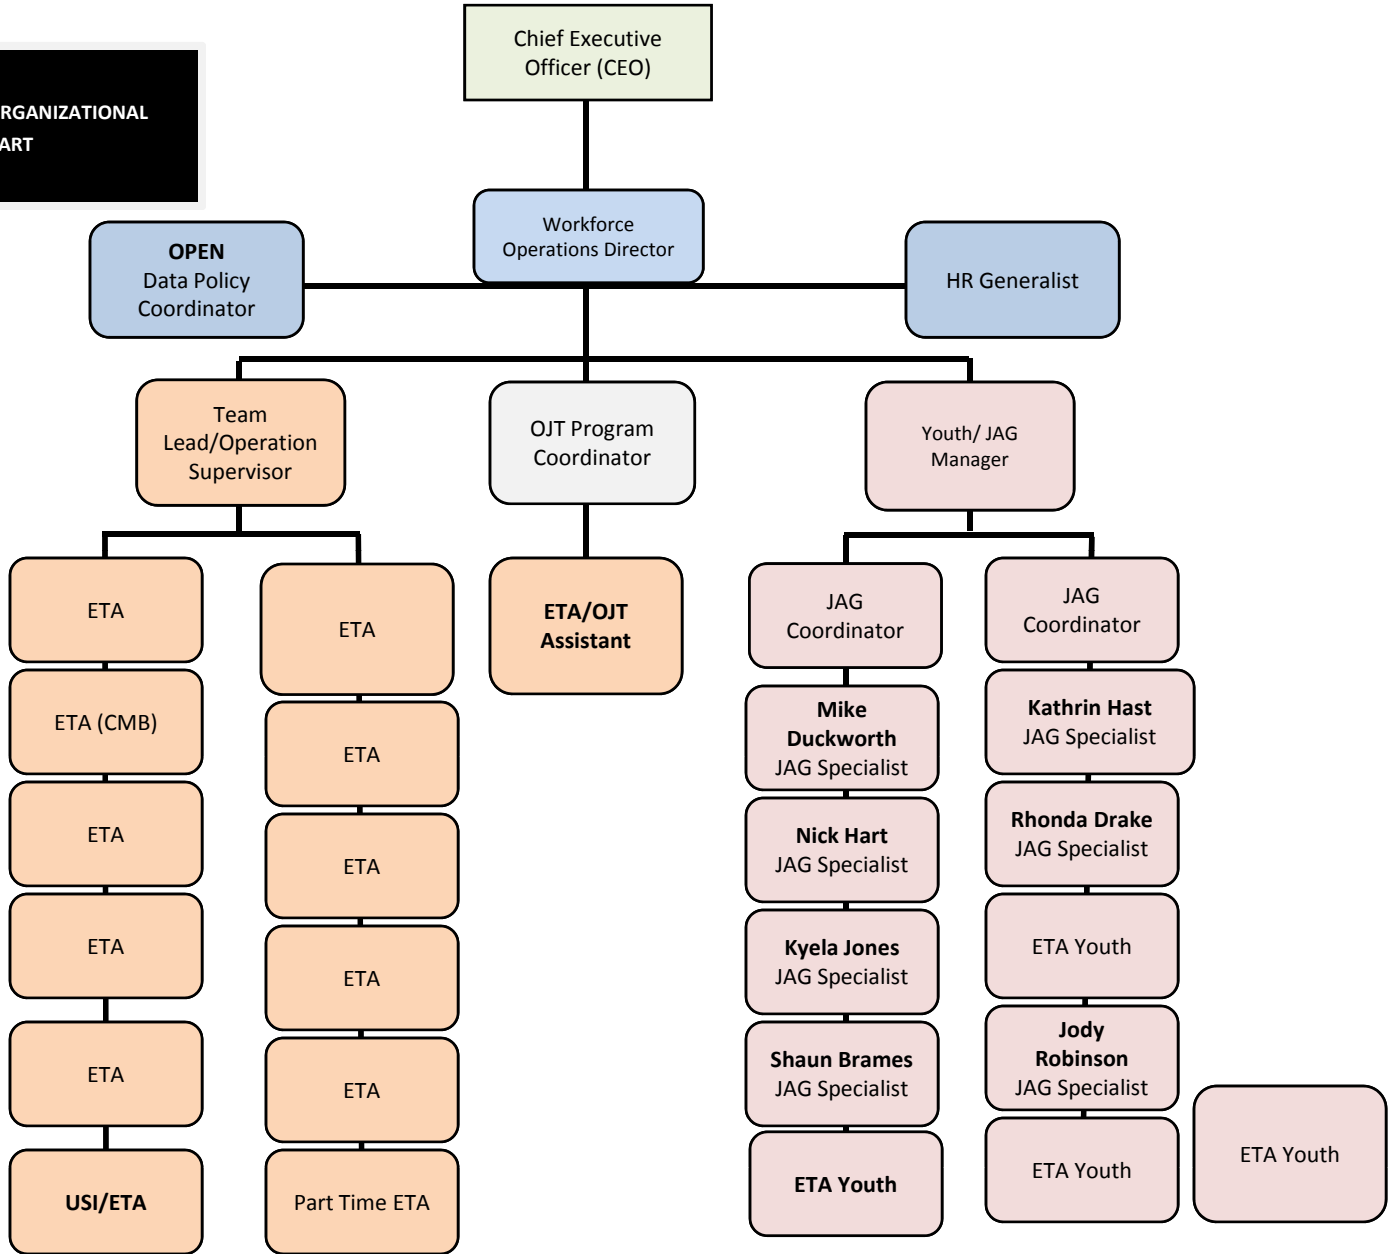 Chief Executive
Officer (CEO)
RGANIZATIONAL
ART
Workforce
Operations Director
OPEN
Data Policy
Coordinator
HR Generalist
Team
Lead/Operation
Supervisor
OJT Program
Coordinator
Youth/ JAG
Manager
ETA
ETA (CMB)
ETA
ETA
ETA
USI/ETA
ETA
ETA
ETA
ETA
ETA
Part Time ETA
ETA/OJT
Assistant
JAG
Coordinator
Mike
Duckworth
JAG Specialist
Nick Hart
JAG Specialist
Kyela Jones
JAG Specialist
Shaun Brames
JAG Specialist
ETA Youth
JAG
Coordinator
Kathrin Hast
JAG Specialist
Rhonda Drake
JAG Specialist
ETA Youth
Jody
Robinson
JAG Specialist
ETA Youth
ETA Youth